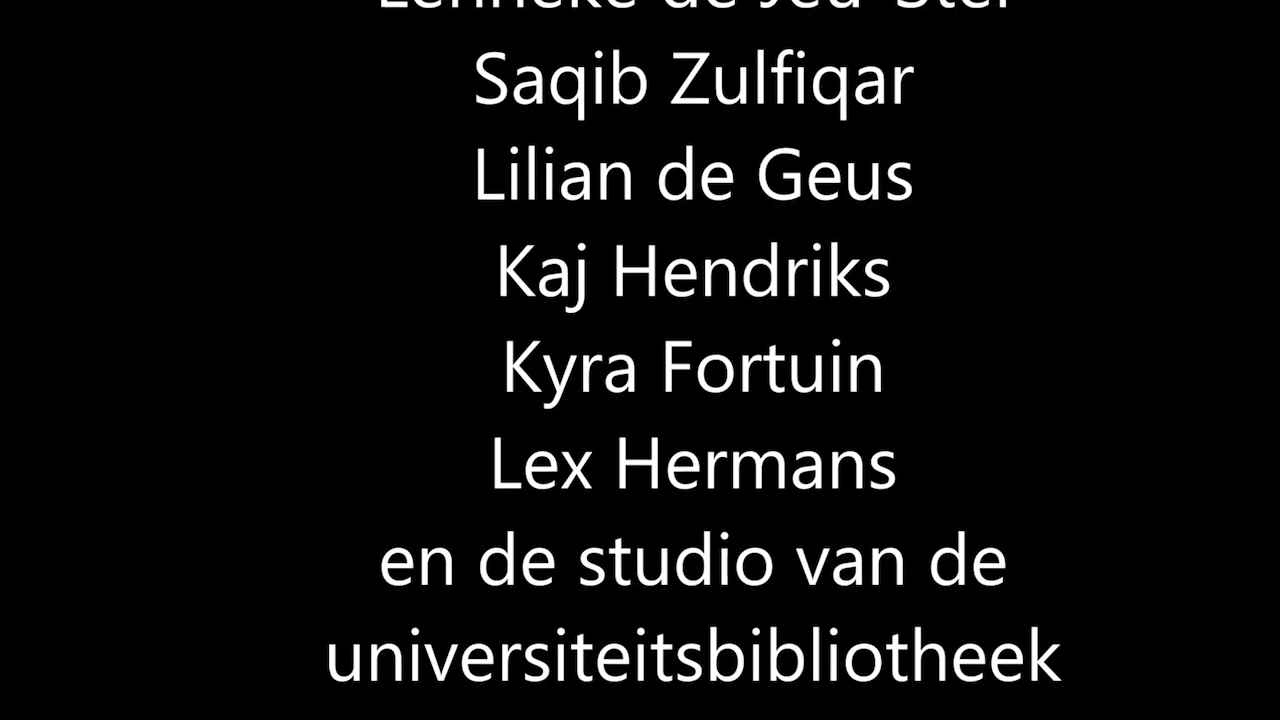 Saqib Zulfiqar
Lilian de Geus
Kaj Hendriks
Kyra Fortuin
Lex Hermans
en de studio van de
universiteitsbibliotheek